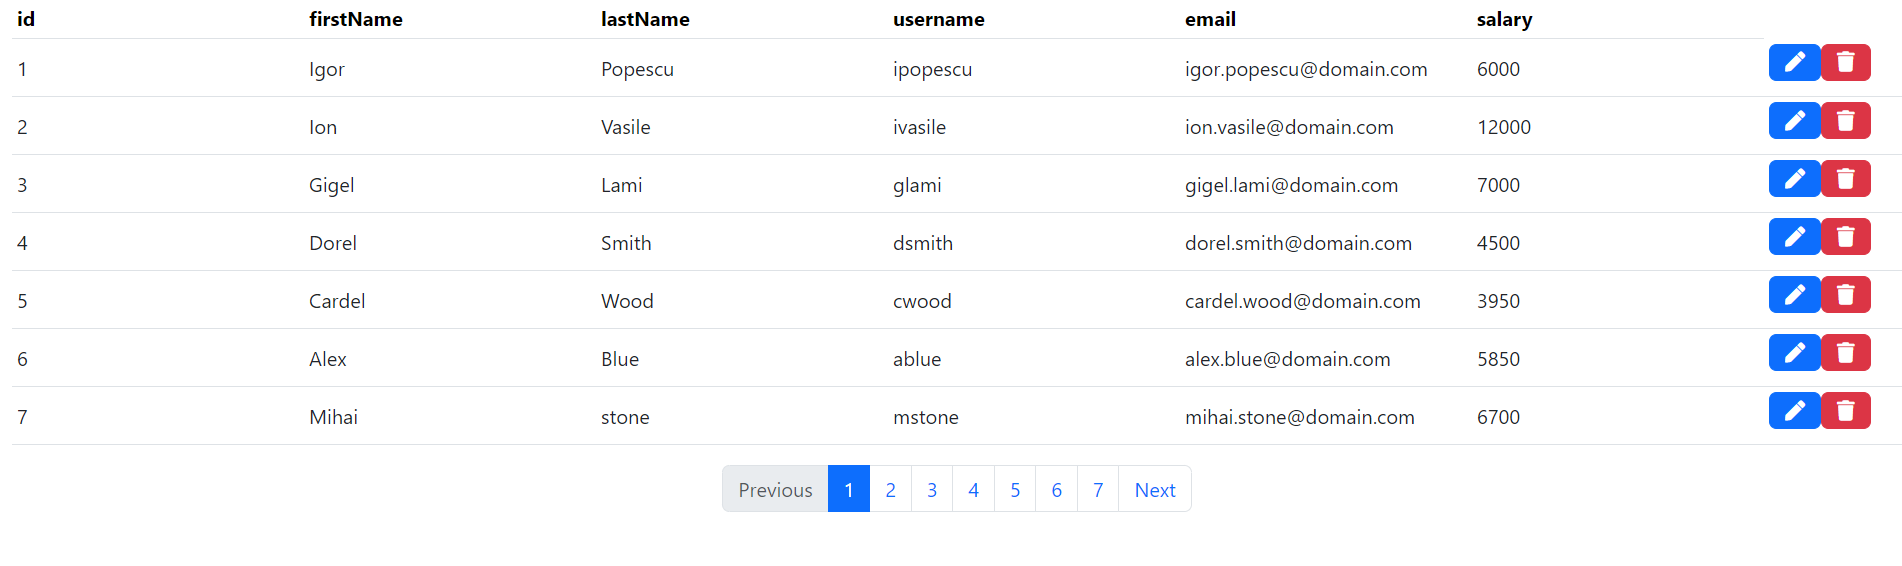 id firstName lastName username email salary
1 Igor Popescu ipopescu igor.popescu@domain.com 6000
2 Ion Vasile ivasile ion.vasile@domain.com 12000
3 Gigel Lami glami gigel.lami@domain.com 7000
4 Dorel Smith dsmith dorel.smith@domain.com 4500
5 Cardel Wood cwood cardel.wood@domain.com 3950
6 Alex Blue ablue alex.blue@domain.com 5850
7 Mihai stone mstone mihai.stone@domain.com 6700
Previous 1 2 3 4 5 6 7 Next